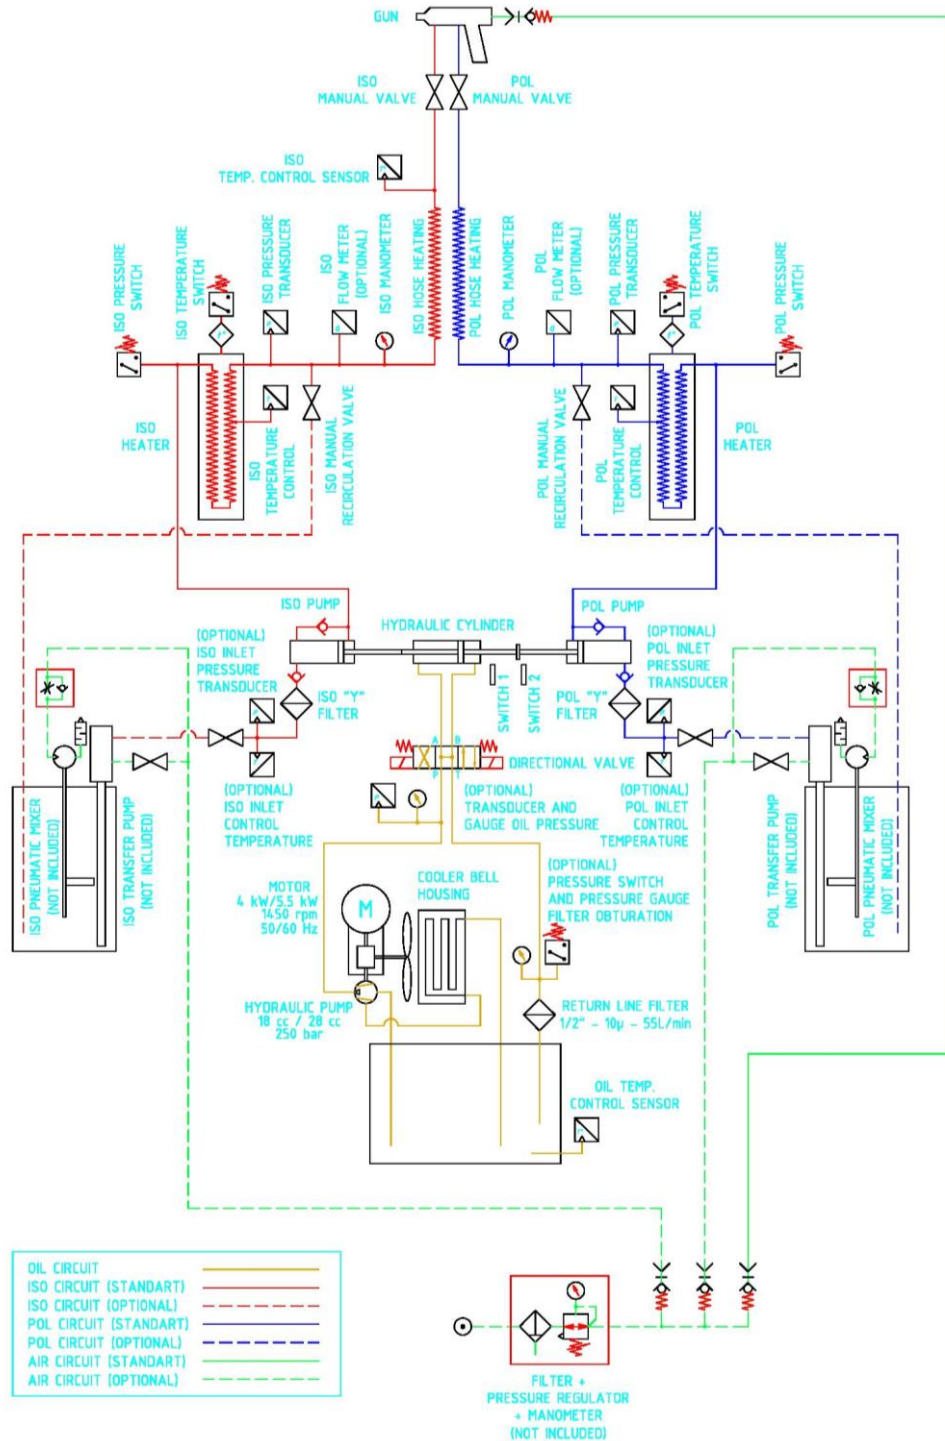 GUN
ISO
MANUAL VALVE
POL
MANUAL VALVE
ISO
TEMP. CONTROL SENSOR
ISO PRESSURE
SWITCH
ISO TEMPERATURE
SWITCH
ISO PRESSURE
TRANSDUCER
ISO
FLOW METER
(OPTIONAL)
ISO MANOMETER
ISO HOSE HEATING
POL HOSE HEATING
POL MANOMETER
POL
FLOW METER
(OPTIONAL)
POL PRESSURE
TRANSDUCER
POL TEMPERATURE
SWITCH
POL PRESSURE
SWITCH
ISO
HEATER
ISO
TEMPERATURE
CONTROL
ISO MANUAL
RECIRCULATION VALVE
POL MANUAL
RECIRCULATION VALVE
POL
TEMPERATURE
CONTROL
POL
HEATER
ISO PUMP
HYDRAULIC CYLINDER
POL PUMP
(OPTIONAL)
ISO INLET
PRESSURE
TRANSDUCER
ISO "Y"
FILTER
SWITCH 1
SWITCH 2
POL "Y"
FILTER
(OPTIONAL)
POL INLET
PRESSURE
TRANSDUCER
A B
P T
DIRECTIONAL VALVE
(OPTIONAL)
ISO INLET
CONTROL
TEMPERATURE
(OPTIONAL)
TRANSDUCER AND
GAUGE OIL PRESSURE
(OPTIONAL)
POL INLET
CONTROL
TEMPERATURE
ISO PNEUMATIC MIXER
(NOT INCLUDED)
ISO TRANSFER PUMP
(NOT INCLUDED)
MOTOR
4 kW/5.5 kW
1450 rpm
50/60 Hz
M
COOLER BELL
HOUSING
(OPTIONAL)
PRESSURE SWITCH
AND PRESSURE GAUGE
FILTER OBTURATION
POL TRANSFER PUMP
(NOT INCLUDED)
POL PNEUMATIC MIXER
(NOT INCLUDED)
HYDRAULIC PUMP
18 cc / 28 cc
250 bar
RETURN LINE FILTER
1/2" - 10µ - 55L/min
OIL TEMP.
CONTROL SENSOR
OIL CIRCUIT
ISO CIRCUIT (STANDART)
ISO CIRCUIT (OPTIONAL)
POL CIRCUIT (STANDART)
POL CIRCUIT (OPTIONAL)
AIR CIRCUIT (STANDART)
AIR CIRCUIT (OPTIONAL)
FILTER +
PRESSURE REGULATOR
+ MANOMETER
(NOT INCLUDED)